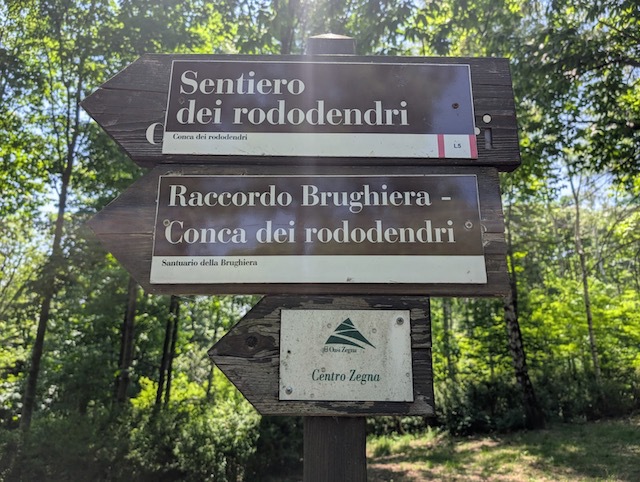 Sentiero
dei rododendri
Conca dei rododendri
L5
Raccordo Brughiera -
Conca dei rododendri
Santuario della Brughiera
Oasi Zegna
Centro Zegna